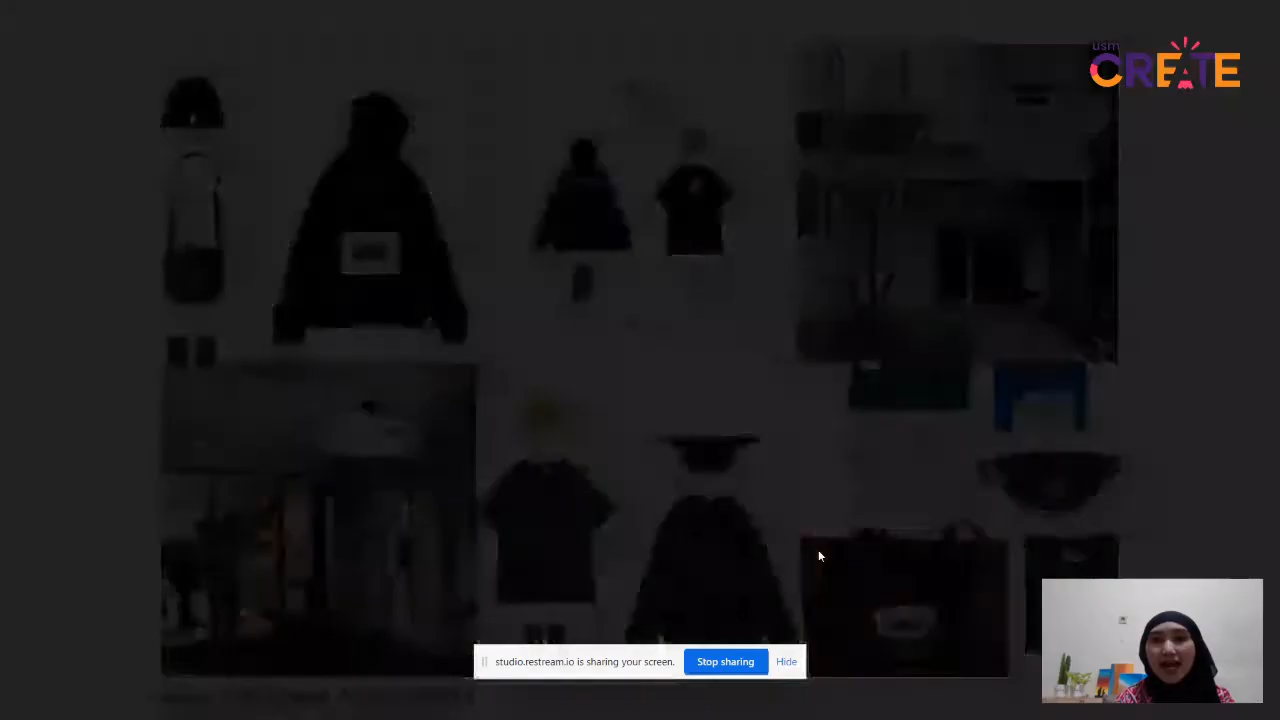 usm
CREATE
studio.restream.io is sharing your screen.
Stop sharing
Hide